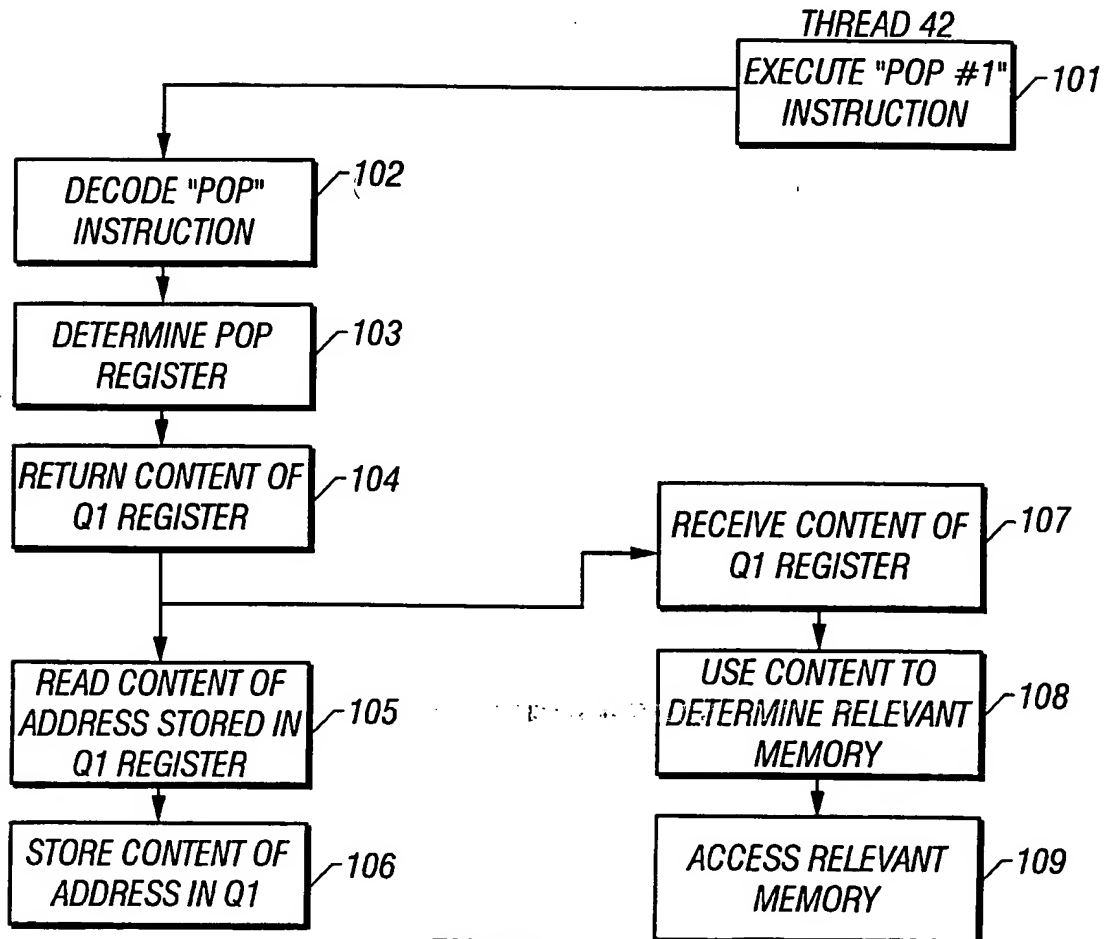 THREAD 42
EXECUTE "POP #1"
INSTRUCTION
101
DECODE "POP"
INSTRUCTION
102
DETERMINE POP
REGISTER
103
RETURN CONTENT OF
Q1 REGISTER
104
READ CONTENT OF
ADDRESS STORED IN
Q1 REGISTER
105
STORE CONTENT OF
ADDRESS IN Q1
106
RECEIVE CONTENT OF
Q1 REGISTER
107
USE CONTENT TO
DETERMINE RELEVANT
MEMORY
108
ACCESS RELEVANT
MEMORY
109